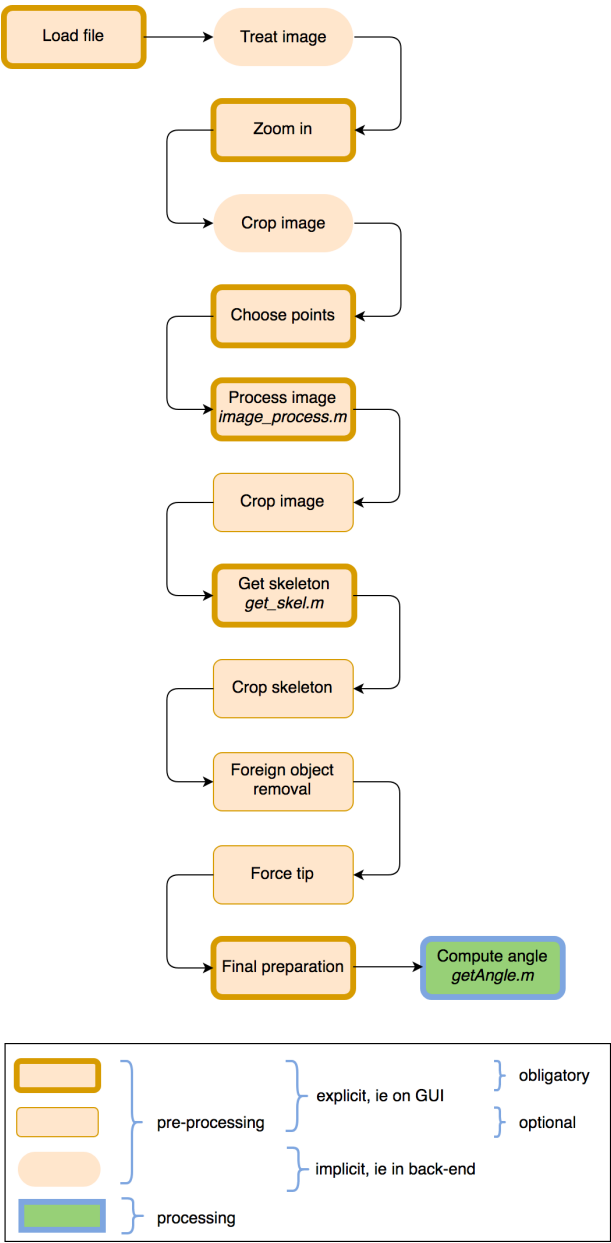 Load file
Treat image
Zoom in
Crop image
Choose points
Process image
image_process.m
Crop image
Get skeleton
get_skel.m
Crop skeleton
Foreign object
removal
Force tip
Final preparation
Compute angle
getAngle.m
obligatory
explicit, ie on GUI
pre-processing
optional
implicit, ie in back-end
processing